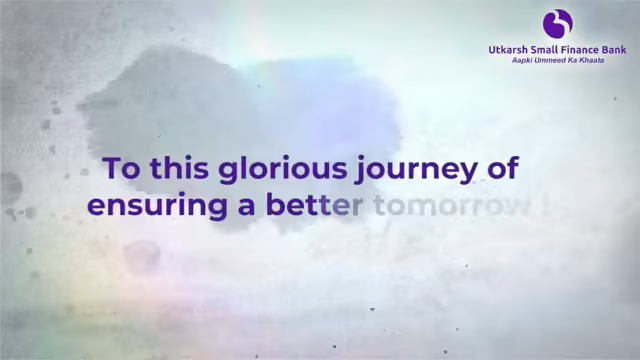 Utkarsh Small Finance Bank
Aapki Ummeed Ka Khaata
To this glorious journey of
ensuring a better tomorrow !